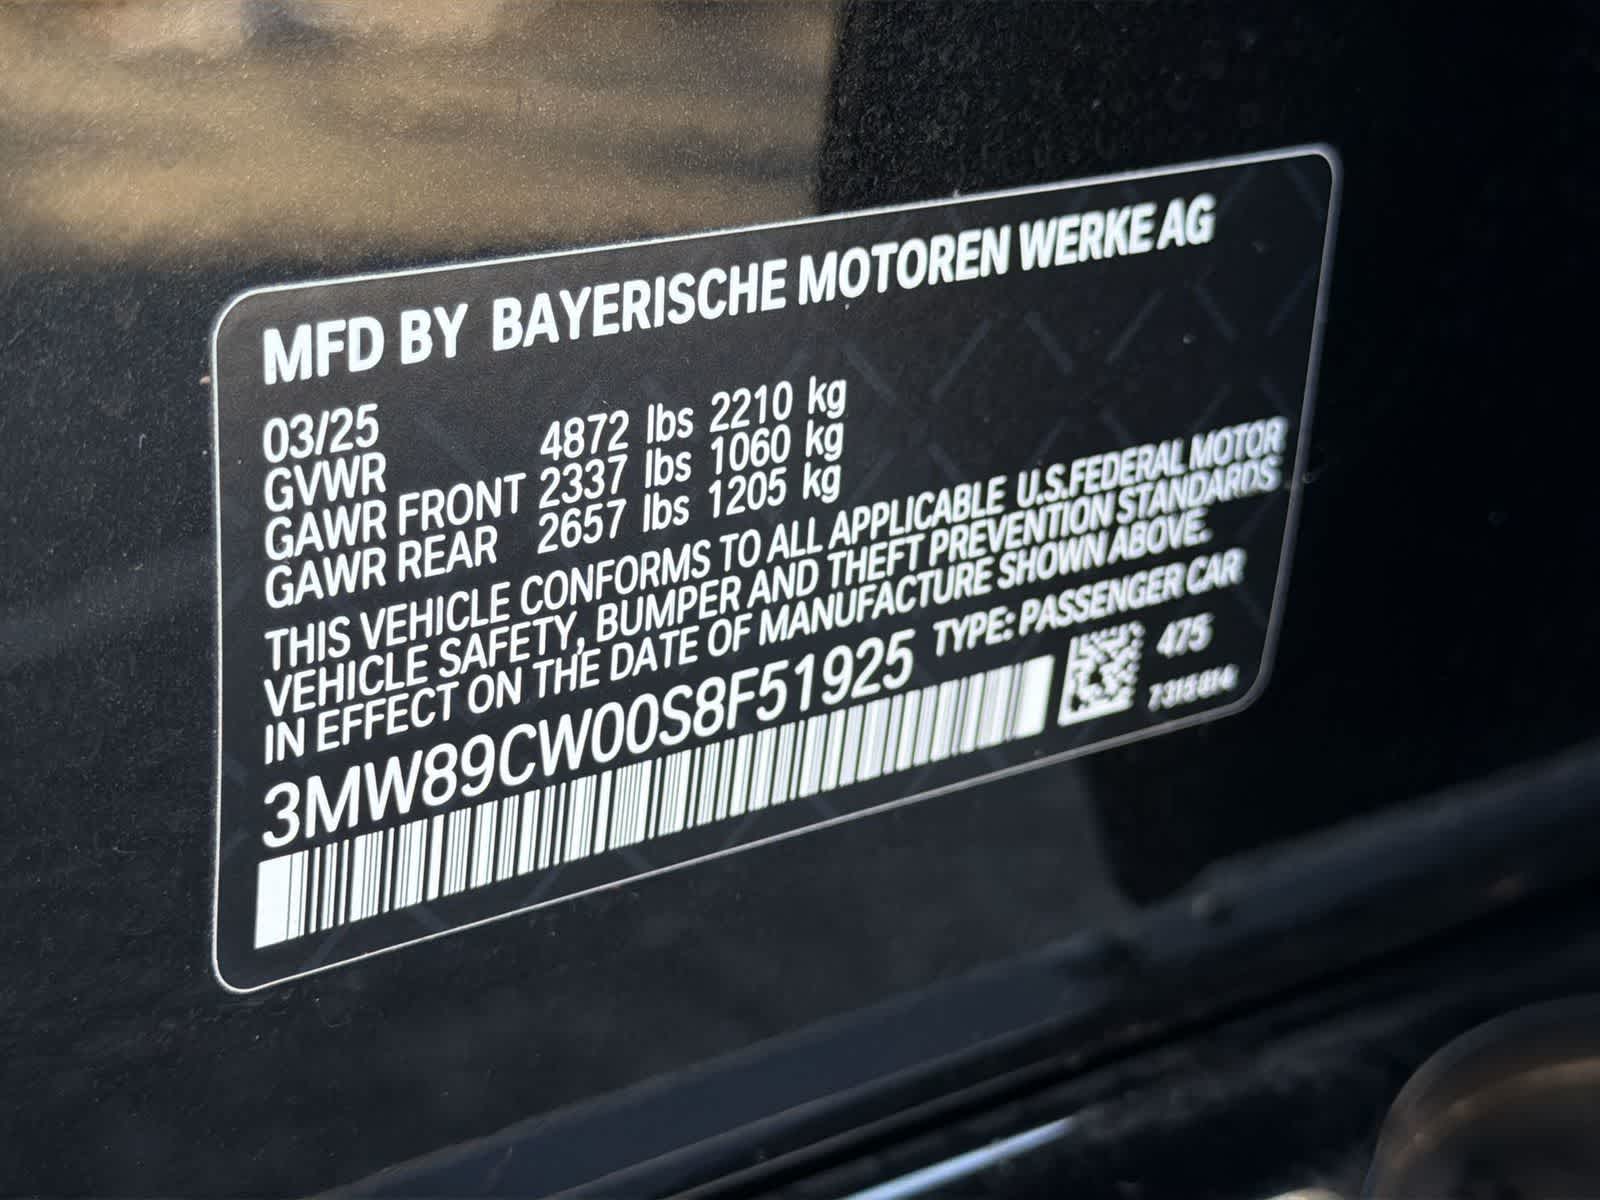 MFD BY BAYERISCHE MOTOREN WERKE AG
03/25
GVWR 4872 lbs 2210 kg
GAWR FRONT 2337 lbs 1060 kg
GAWR REAR 2657 lbs 1205 kg
THIS VEHICLE CONFORMS TO ALL APPLICABLE U.S.FEDERAL MOTOR
VEHICLE SAFETY, BUMPER AND THEFT PREVENTION STANDARDS
IN EFFECT ON THE DATE OF MANUFACTURE SHOWN ABOVE.
3MW89CW00S8F51925 TYPE: PASSENGER CAR
475
7315814